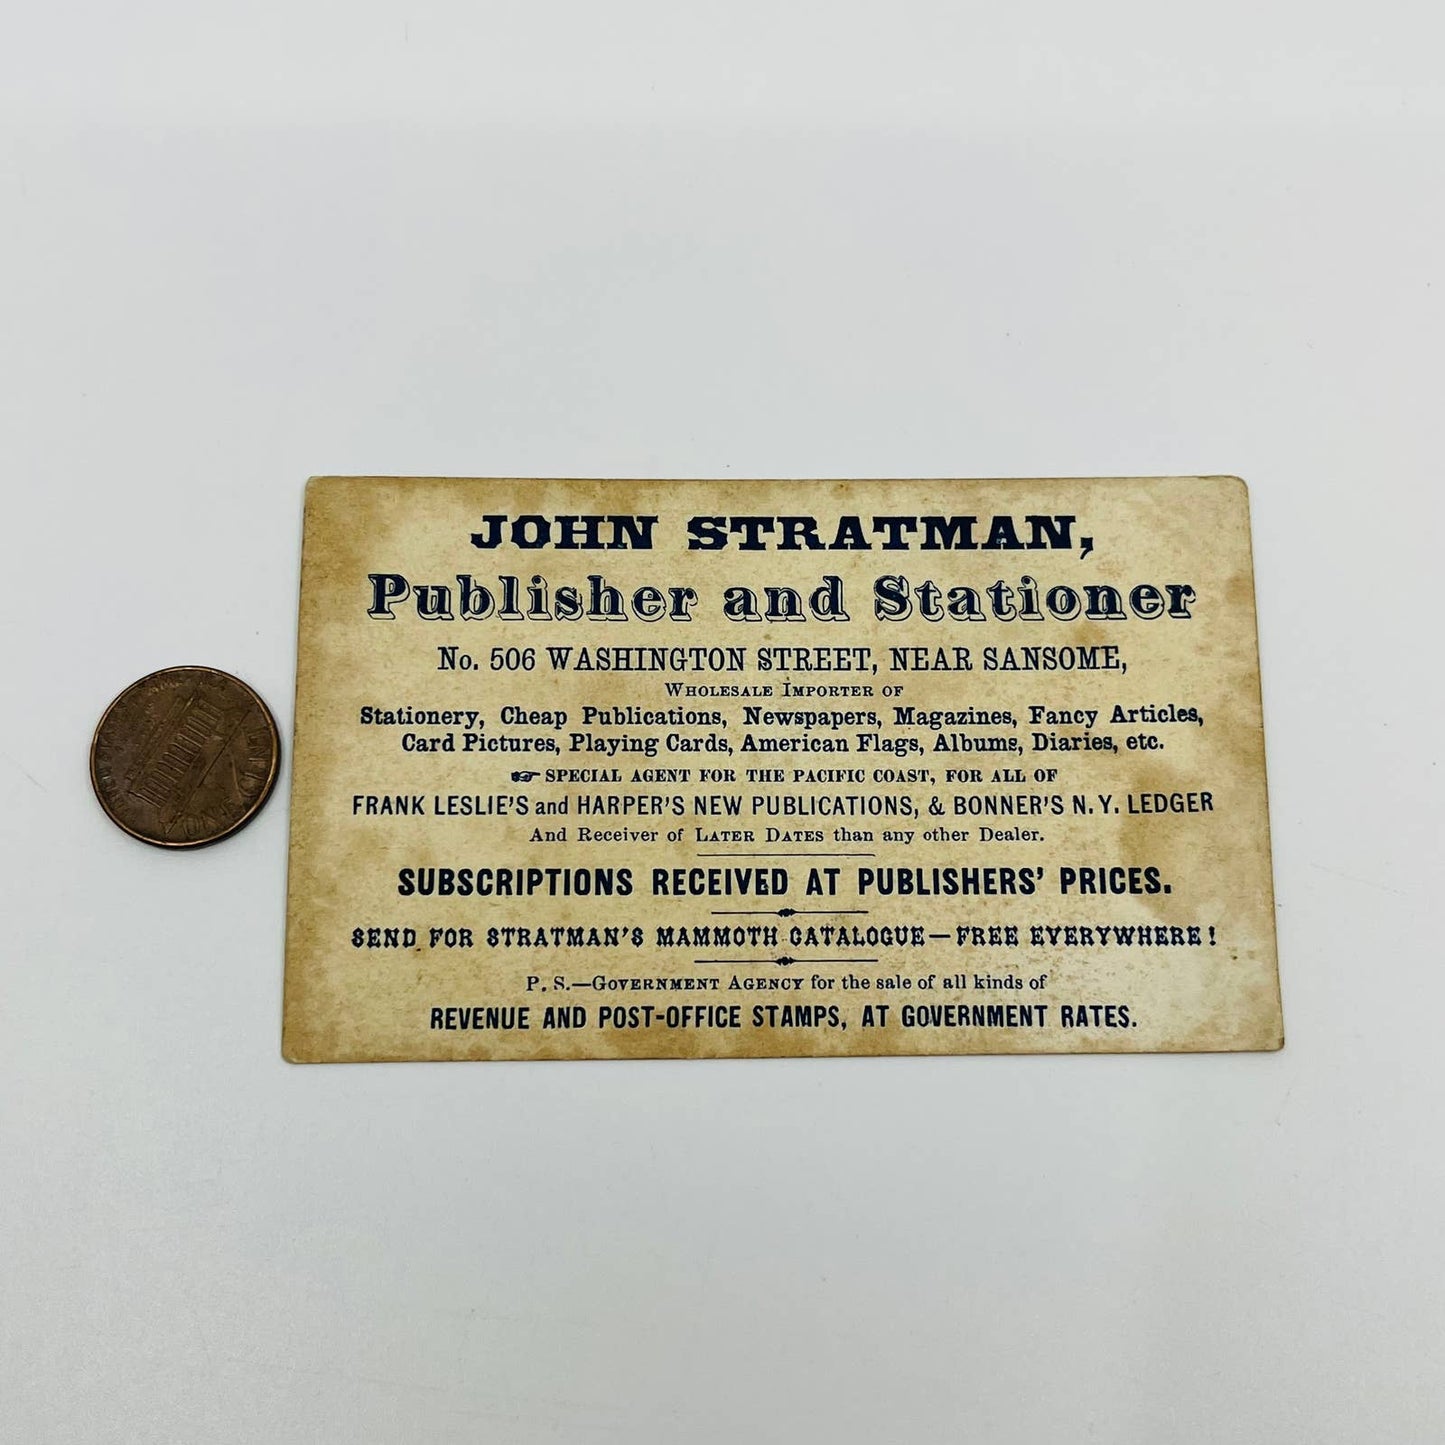 JOHN STRATMAN,
Publisher and Stationer
No. 506 WASHINGTON STREET, NEAR SANSOME,
WHOLESALE IMPORTER OF
Stationery, Cheap Publications, Newspapers, Magazines, Fancy Articles,
Card Pictures, Playing Cards, American Flags, Albums, Diaries, etc.
☞ SPECIAL AGENT FOR THE PACIFIC COAST, FOR ALL OF
FRANK LESLIE'S and HARPER'S NEW PUBLICATIONS, & BONNER'S N. Y. LEDGER
And Receiver of LATER DATES than any other Dealer.
SUBSCRIPTIONS RECEIVED AT PUBLISHERS' PRICES.
SEND FOR STRATMAN'S MAMMOTH CATALOGUE—FREE EVERYWHERE!
P. S.—GOVERNMENT AGENCY for the sale of all kinds of
REVENUE AND POST-OFFICE STAMPS, AT GOVERNMENT RATES.